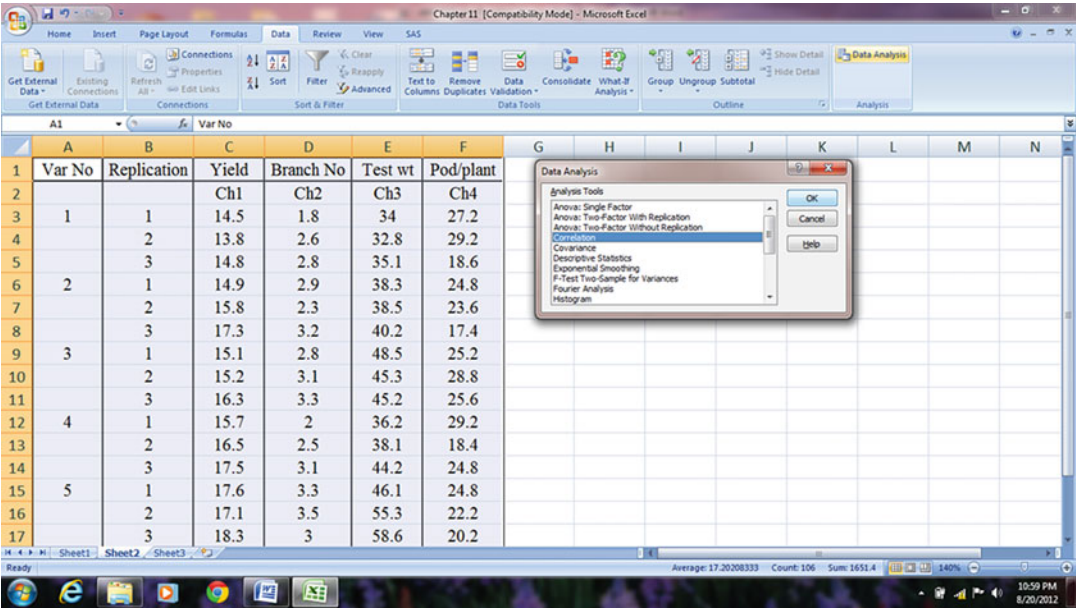 Chapter 11 [Compatibility Mode] - Microsoft Excel
Home Insert Page Layout Formulas Data Review View SAS
Get External Data
Existing Connections
Refresh All
Connections
Properties
Edit Links
Sort
Filter
Clear
Reapply
Advanced
Text to Columns
Remove Duplicates
Data Validation
Consolidate
What-If Analysis
Group
Ungroup
Subtotal
Show Detail
Hide Detail
Data Analysis
Get External Data Connections Sort & Filter Data Tools Outline Analysis
A1 fx Var No
A B C D E F G H I J K L M N
1 Var No Replication Yield Branch No Test wt Pod/plant
2 Ch1 Ch2 Ch3 Ch4
3 1 1 14.5 1.8 34 27.2
4 2 13.8 2.6 32.8 29.2
5 3 14.8 2.8 35.1 18.6
6 2 1 14.9 2.9 38.3 24.8
7 2 15.8 2.3 38.5 23.6
8 3 17.3 3.2 40.2 17.4
9 3 1 15.1 2.8 48.5 25.2
10 2 15.2 3.1 45.3 28.8
11 3 16.3 3.3 45.2 25.6
12 4 1 15.7 2 36.2 29.2
13 2 16.5 2.5 38.1 18.4
14 3 17.5 3.1 44.2 24.8
15 5 1 17.6 3.3 46.1 24.8
16 2 17.1 3.5 55.3 22.2
17 3 18.3 3 58.6 20.2
Data Analysis
Analysis Tools
Anova: Single Factor
Anova: Two-Factor With Replication
Anova: Two-Factor Without Replication
Correlation
Covariance
Descriptive Statistics
Exponential Smoothing
F-Test Two-Sample for Variances
Fourier Analysis
Histogram
OK
Cancel
Help
Sheet1 Sheet2 Sheet3
Ready Average: 17.20208333 Count: 106 Sum: 1651.4 140%
10:59 PM
8/20/2012